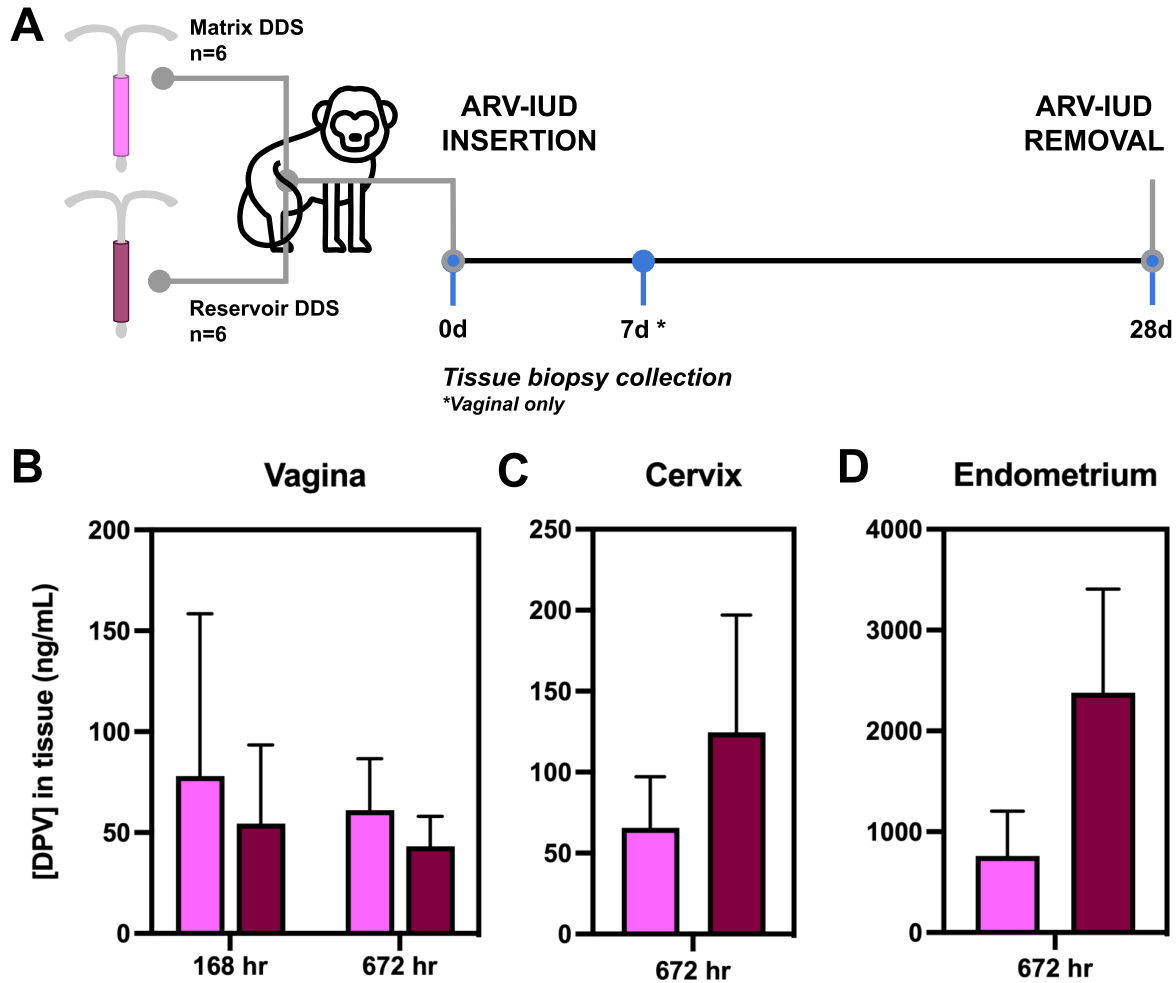 A
Matrix DDS
n=6
ARV-IUD
INSERTION
ARV-IUD
REMOVAL
Reservoir DDS
n=6
0d
7d *
28d
Tissue biopsy collection
*Vaginal only
B
Vagina
C
Cervix
D
Endometrium
[DPV] in tissue (ng/mL)
200
150
100
50
0
168 hr
672 hr
250
200
150
100
50
0
672 hr
4000
3000
2000
1000
0
672 hr